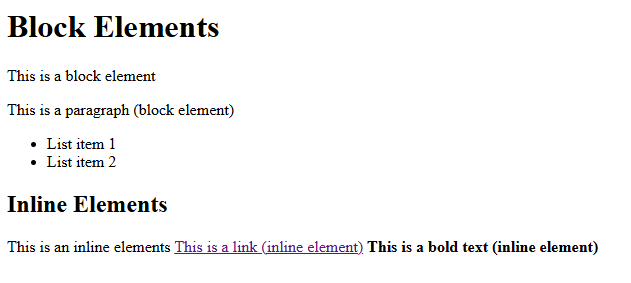 Block Elements
This is a block element
This is a paragraph (block element)
List item 1
List item 2
Inline Elements
This is an inline elements This is a link (inline element) This is a bold text (inline element)